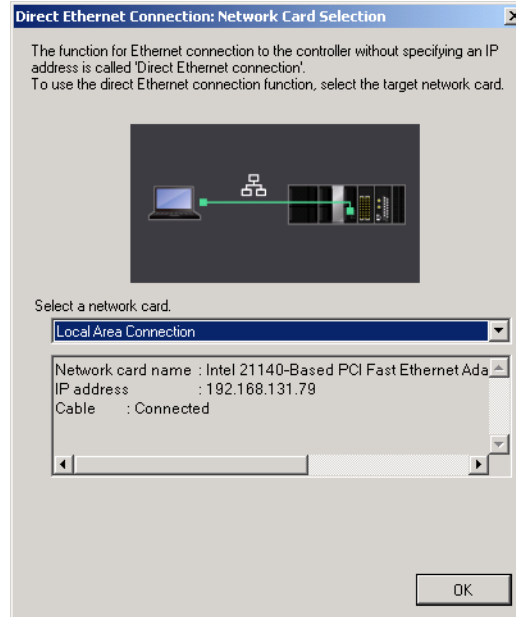 Direct Ethernet Connection: Network Card Selection
The function for Ethernet connection to the controller without specifying an IP
address is called 'Direct Ethernet connection'.
To use the direct Ethernet connection function, select the target network card.
Select a network card.
Local Area Connection
Network card name : Intel 21140-Based PCI Fast Ethernet Ada
IP address : 192.168.131.79
Cable : Connected
OK